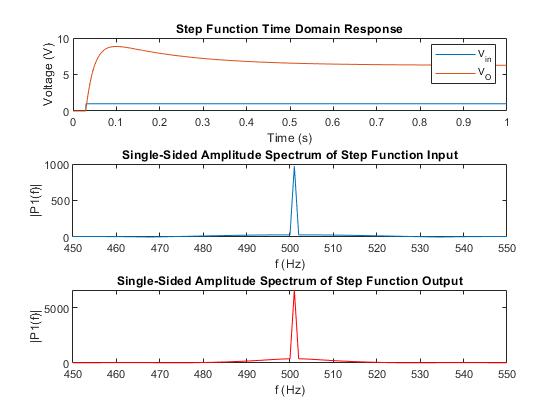 Step Function Time Domain Response
Voltage (V)
10
5
0
V_in
V_O
0 0.1 0.2 0.3 0.4 0.5 0.6 0.7 0.8 0.9 1
Time (s)
Single-Sided Amplitude Spectrum of Step Function Input
|P1(f)|
1000
500
0
450 460 470 480 490 500 510 520 530 540 550
f (Hz)
Single-Sided Amplitude Spectrum of Step Function Output
|P1(f)|
5000
0
450 460 470 480 490 500 510 520 530 540 550
f (Hz)